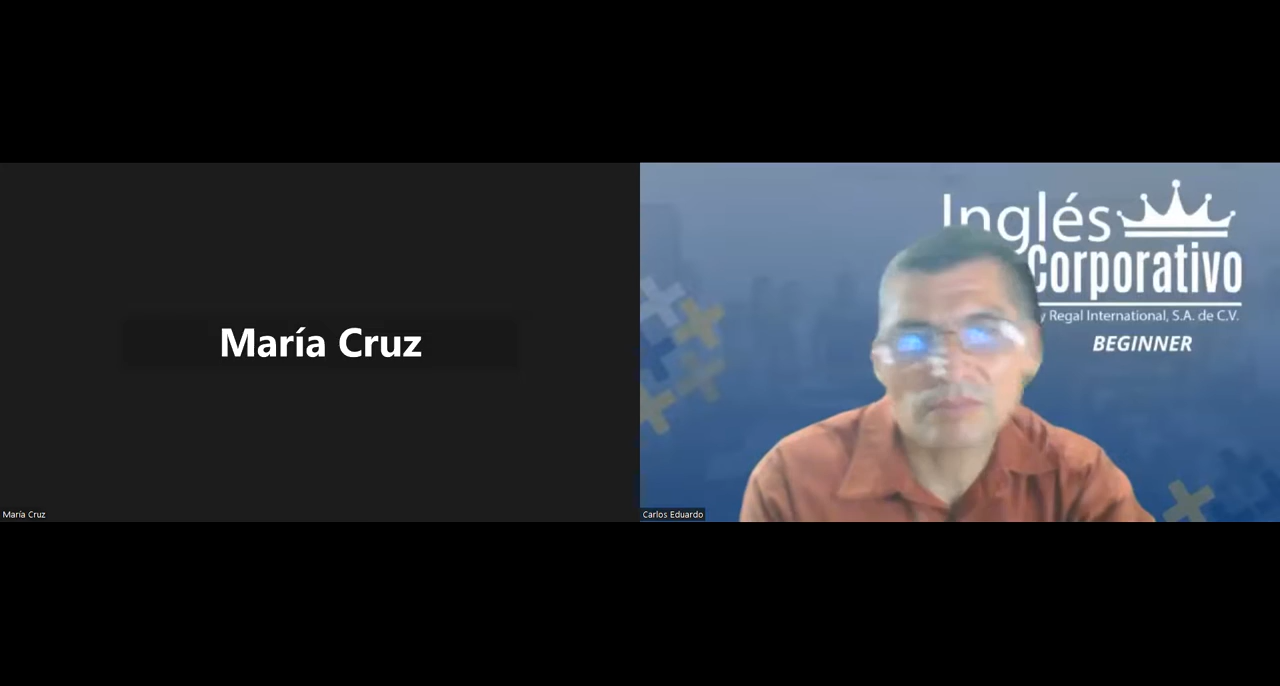 María Cruz
María Cruz
Inglés
Corporativo
y Regal International, S.A. de C.V.
BEGINNER
Carlos Eduardo